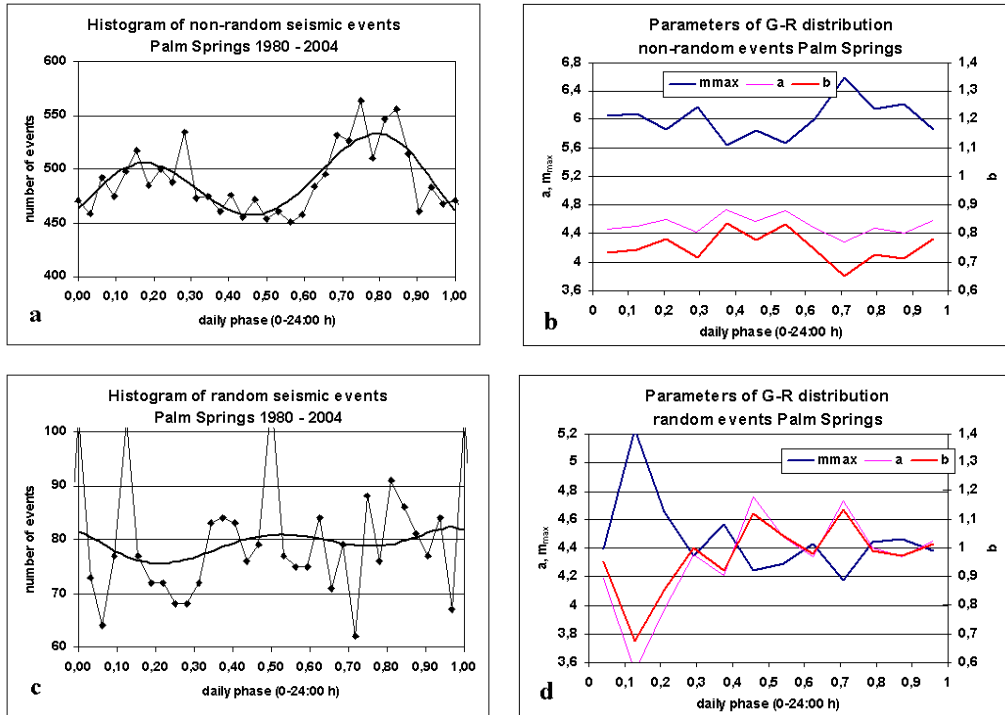 Histogram of non-random seismic events
Palm Springs 1980 - 2004
number of events
600
550
500
450
400
0,00 0,10 0,20 0,30 0,40 0,50 0,60 0,70 0,80 0,90 1,00
daily phase (0-24:00 h)
a
Parameters of G-R distribution
non-random events Palm Springs
mmax a b
a, mmax
6,8
6,4
6
5,6
5,2
4,8
4,4
4
3,6
1,4
1,3
1,2
1,1
1
0,9
0,8
0,7
0,6
b
0 0,1 0,2 0,3 0,4 0,5 0,6 0,7 0,8 0,9 1
daily phase (0-24:00 h)
b
Histogram of random seismic events
Palm Springs 1980 - 2004
number of events
100
90
80
70
60
0,00 0,10 0,20 0,30 0,40 0,50 0,60 0,70 0,80 0,90 1,00
daily phase (0-24:00 h)
c
Parameters of G-R distribution
random events Palm Springs
mmax a b
a, mmax
5,2
5
4,8
4,6
4,4
4,2
4
3,8
3,6
1,4
1,3
1,2
1,1
1
0,9
0,8
0,7
0,6
b
0 0,1 0,2 0,3 0,4 0,5 0,6 0,7 0,8 0,9 1
daily phase (0-24:00 h)
d